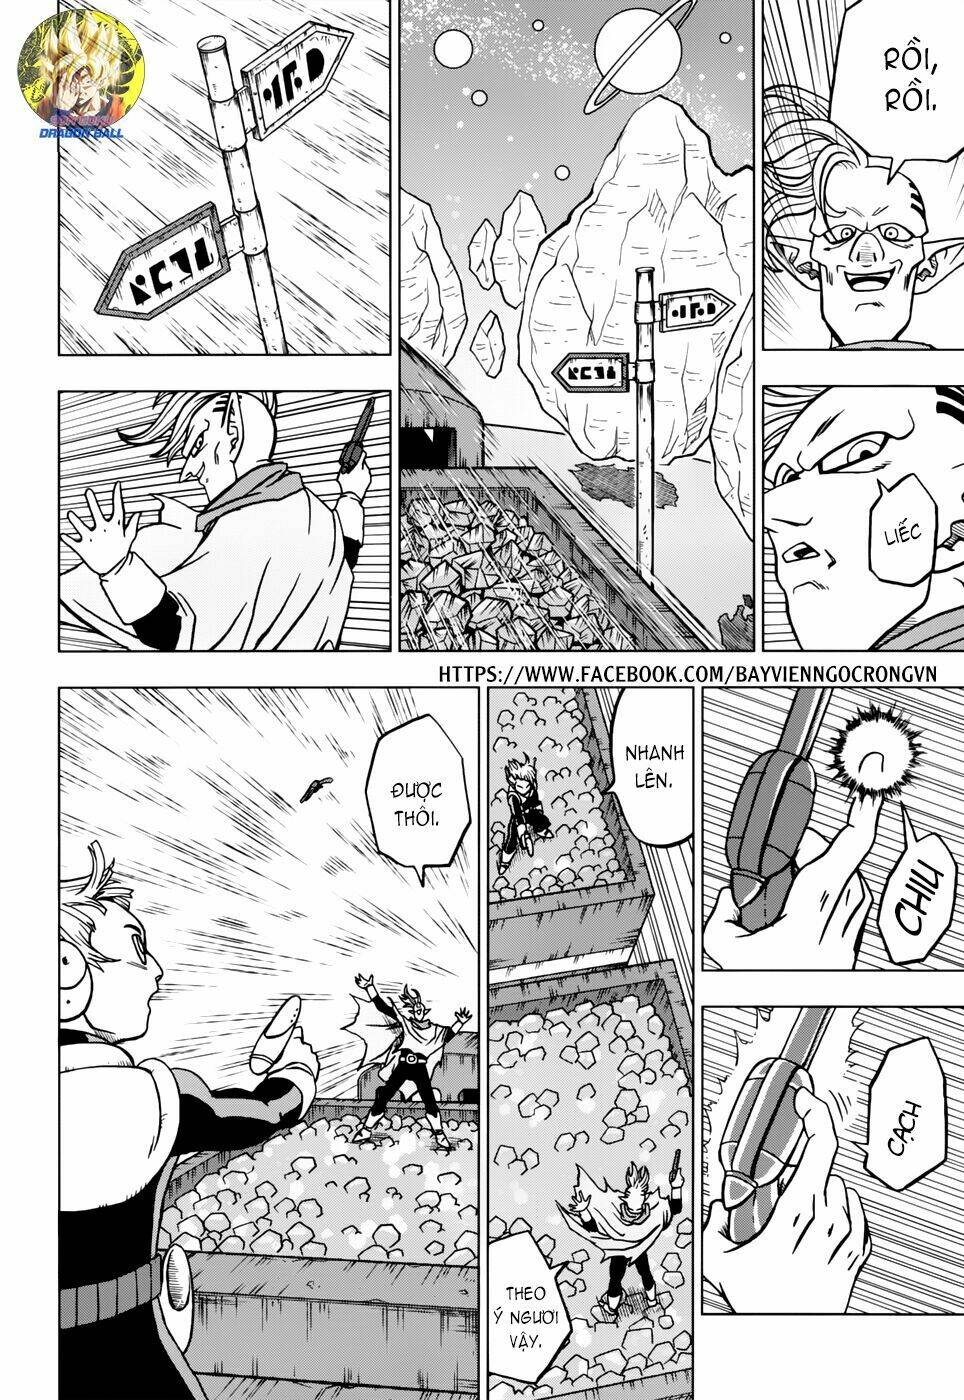 RỒI,
RỒI.
LIẾC
DRAGON BALL
HTTPS://WWW.FACEBOOK.COM/BAYVIENNGOCRONGVN
CHIU
CẠCH
NHANH
LÊN.
THEO
Ý NGƯƠI
VẬY.
ĐƯỢC
THÔI.